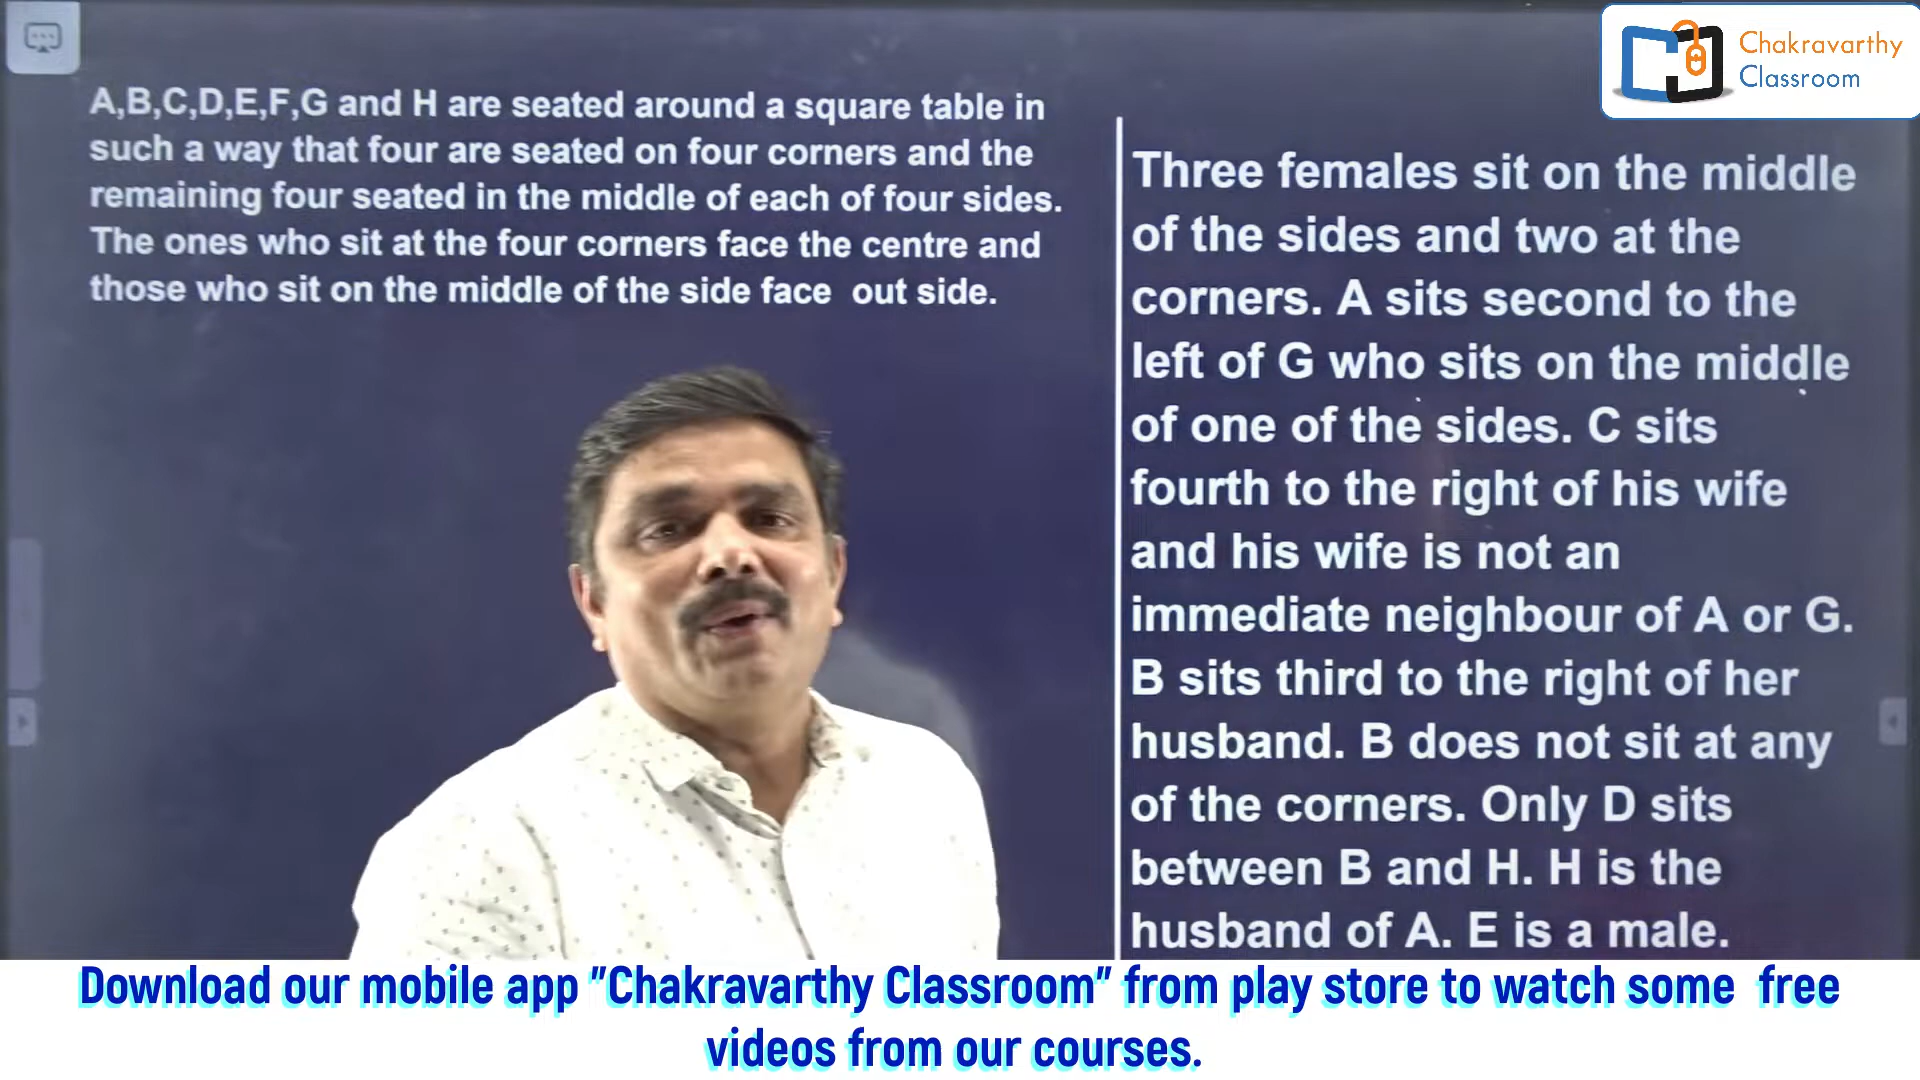 Chakravarthy
Classroom
A,B,C,D,E,F,G and H are seated around a square table in
such a way that four are seated on four corners and the
remaining four seated in the middle of each of four sides.
The ones who sit at the four corners face the centre and
those who sit on the middle of the side face out side.
Three females sit on the middle
of the sides and two at the
corners. A sits second to the
left of G who sits on the middle
of one of the sides. C sits
fourth to the right of his wife
and his wife is not an
immediate neighbour of A or G.
B sits third to the right of her
husband. B does not sit at any
of the corners. Only D sits
between B and H. H is the
husband of A. E is a male.
Download our mobile app "Chakravarthy Classroom" from play store to watch some free
videos from our courses.